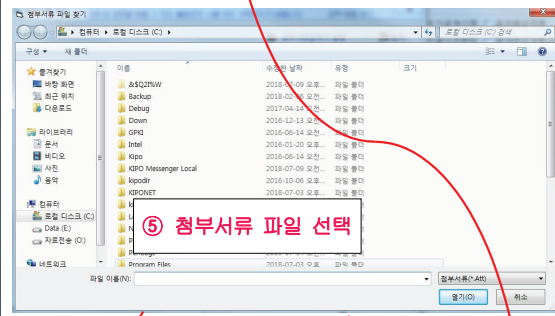 첨부서류 파일 찾기
컴퓨터 ▸ 로컬 디스크 (C:) ▸
로컬 디스크 (C:) 검색
구성 ▾ 새 폴더
이름 수정한 날짜 유형 크기
즐겨찾기
바탕 화면
최근 위치
다운로드
라이브러리
문서
비디오
사진
음악
컴퓨터
로컬 디스크 (C:)
Data (E:)
자료전송 (O:)
네트워크
&$Q2I%W 2018-07-09 오후... 파일 폴더
Backup 2018-02-06 오전... 파일 폴더
Debug 2017-04-14 오전... 파일 폴더
Down 2016-12-13 오전... 파일 폴더
GPKI 2016-06-14 오전... 파일 폴더
Intel 2016-01-20 오후... 파일 폴더
Kipo 2016-06-14 오전... 파일 폴더
KIPO Messenger Local 2018-07-09 오전... 파일 폴더
kipodir 2016-10-06 오후... 파일 폴더
KIPONET 2018-07-03 오후... 파일 폴더
⑤ 첨부서류 파일 선택
Program Files 2018-07-03 오후... 파일 폴더
파일 이름(N):
첨부서류(*.Att)
열기(O) 취소